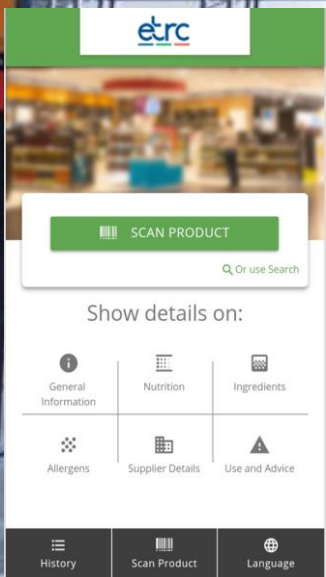 etrc
SCAN PRODUCT
Or use Search
Show details on:
General
Information
Nutrition
Ingredients
Allergens
Supplier Details
Use and Advice
History
Scan Product
Language